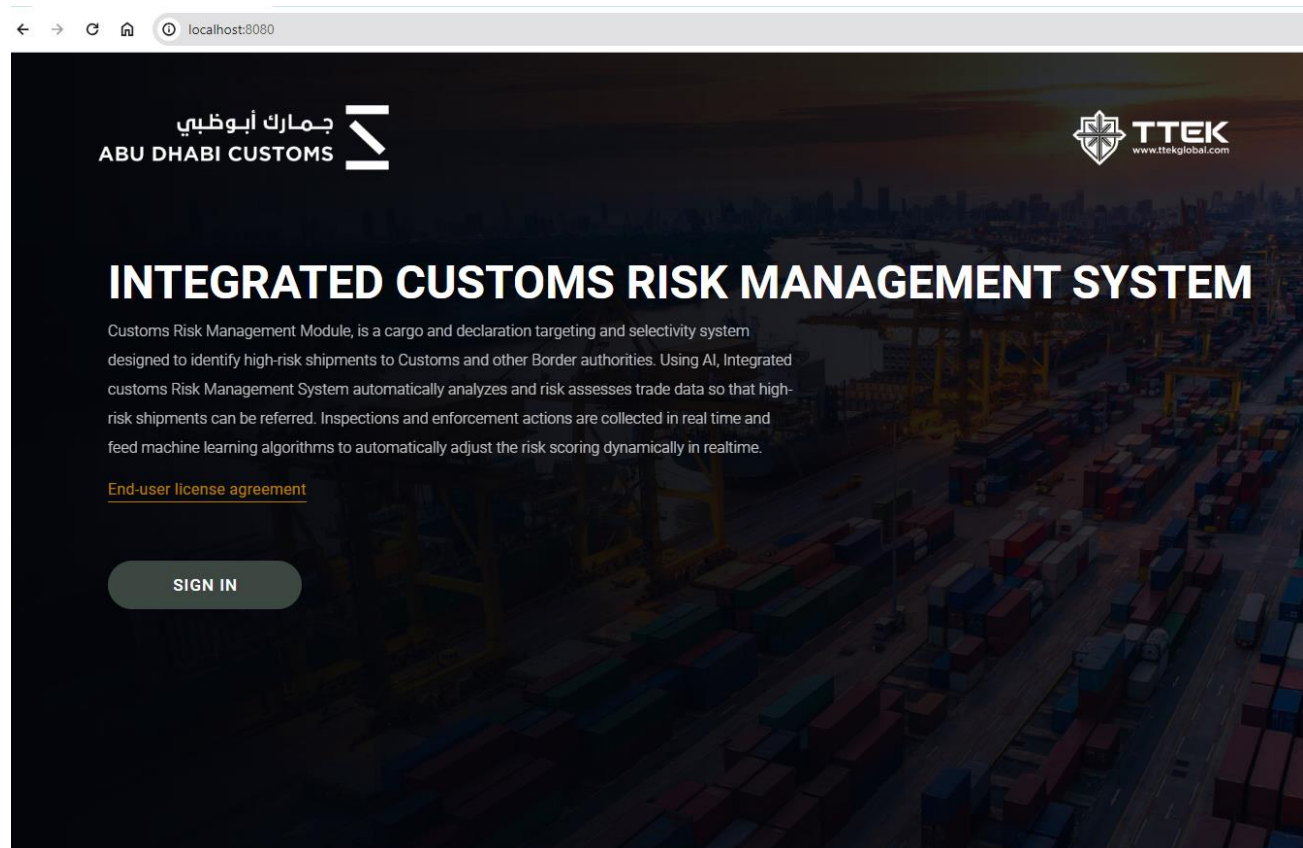 localhost:8080
جمارك أبوظبي
ABU DHABI CUSTOMS
TTEK
www.ttekglobal.com
INTEGRATED CUSTOMS RISK MANAGEMENT SYSTEM
Customs Risk Management Module, is a cargo and declaration targeting and selectivity system
designed to identify high-risk shipments to Customs and other Border authorities. Using AI, Integrated
customs Risk Management System automatically analyzes and risk assesses trade data so that high-
risk shipments can be referred. Inspections and enforcement actions are collected in real time and
feed machine learning algorithms to automatically adjust the risk scoring dynamically in realtime.
End-user license agreement
SIGN IN